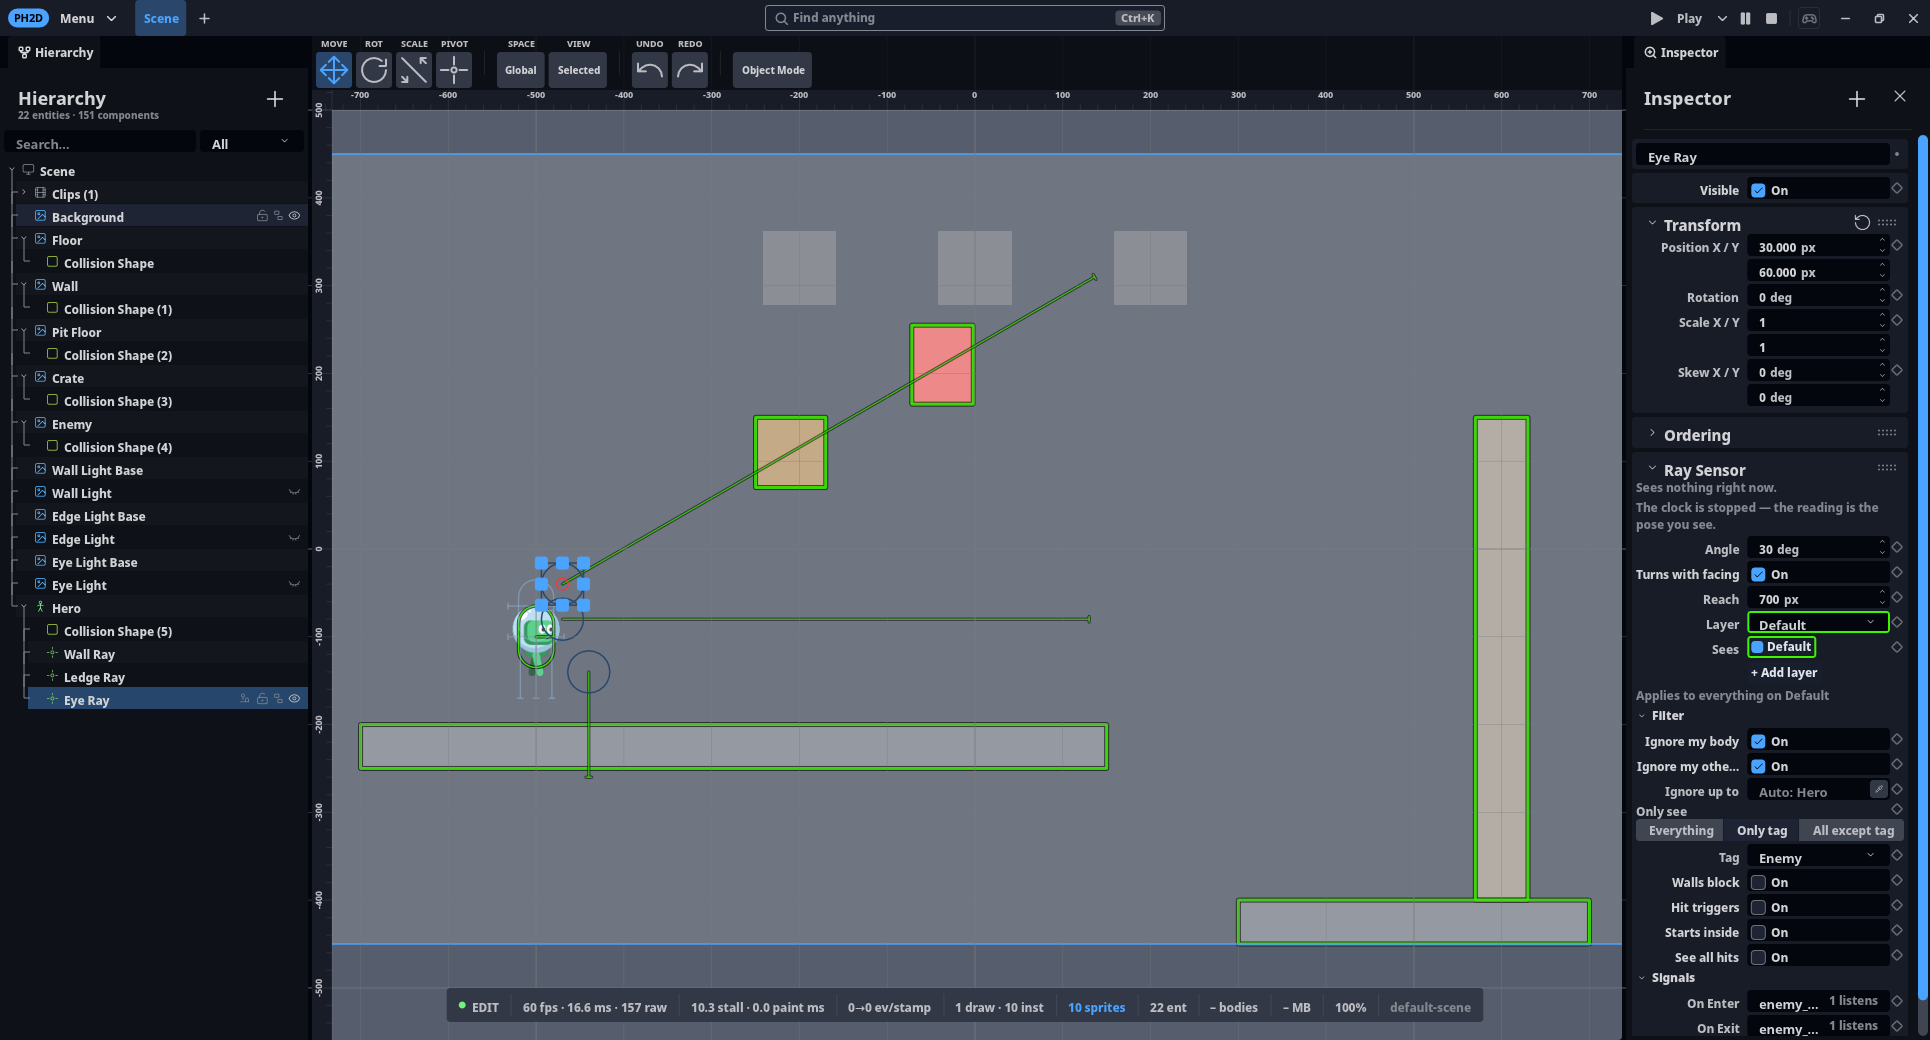 PH2D Menu Scene + Find anything Ctrl+K Play
Hierarchy
Hierarchy
22 entities · 151 components
Search... All
Scene
Clips (1)
Background
Floor
Collision Shape
Wall
Collision Shape (1)
Pit Floor
Collision Shape (2)
Crate
Collision Shape (3)
Enemy
Collision Shape (4)
Wall Light Base
Wall Light
Edge Light Base
Edge Light
Eye Light Base
Eye Light
Hero
Collision Shape (5)
Wall Ray
Ledge Ray
Eye Ray
MOVE ROT SCALE PIVOT SPACE VIEW UNDO REDO
Global Selected Object Mode
-700 -600 -500 -400 -300 -200 -100 0 100 200 300 400 500 600 700
500
400
300
200
100
0
-100
-200
-300
-400
-500
EDIT 60 fps · 16.6 ms · 157 raw 10.3 stall · 0.0 paint ms 0→0 ev/stamp 1 draw · 10 inst 10 sprites 22 ent – bodies – MB 100% default-scene
Inspector
Inspector
Eye Ray
Visible On
Transform
Position X / Y 30.000 px
60.000 px
Rotation 0 deg
Scale X / Y 1
1
Skew X / Y 0 deg
0 deg
Ordering
Ray Sensor
Sees nothing right now.
The clock is stopped — the reading is the
pose you see.
Angle 30 deg
Turns with facing On
Reach 700 px
Layer Default
Sees Default
+ Add layer
Applies to everything on Default
Filter
Ignore my body On
Ignore my othe... On
Ignore up to Auto: Hero
Only see
Everything Only tag All except tag
Tag Enemy
Walls block On
Hit triggers On
Starts inside On
See all hits On
Signals
On Enter enemy_... 1 listens
On Exit enemy_... 1 listens